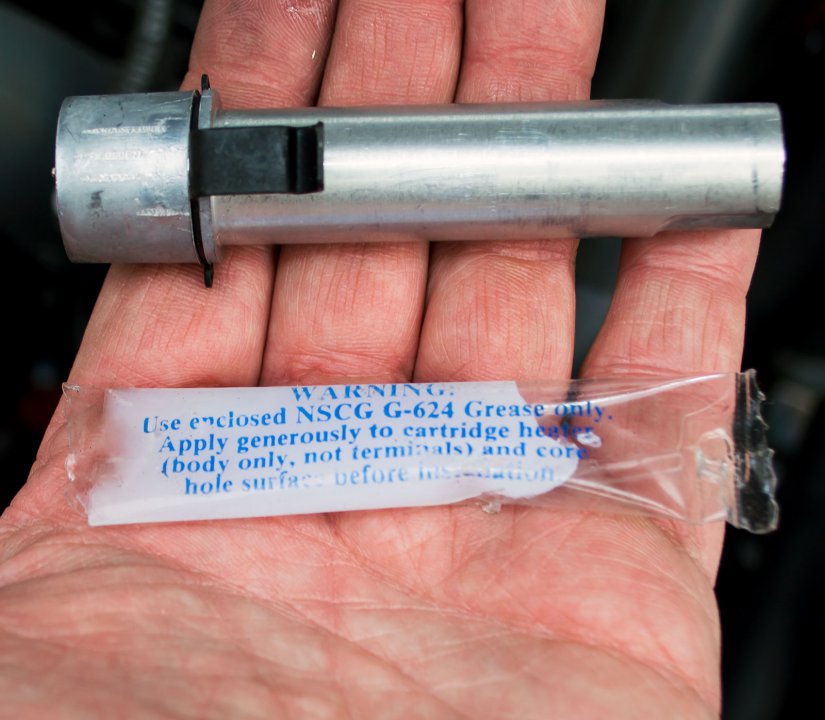 WARNING:
Use enclosed NSCG G-624 Grease only.
Apply generously to cartridge heater
(body only, not terminals) and core
hole surface before installation